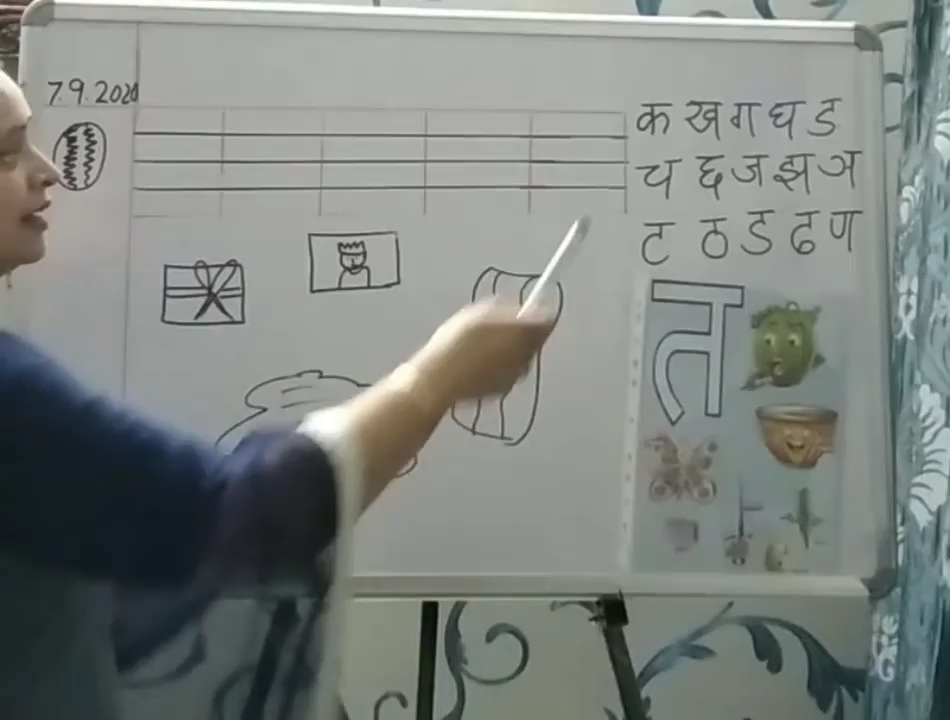 7.9.2020
क ख ग घ ड
च छ ज झ ञ
ट ठ ड ढ ण
त